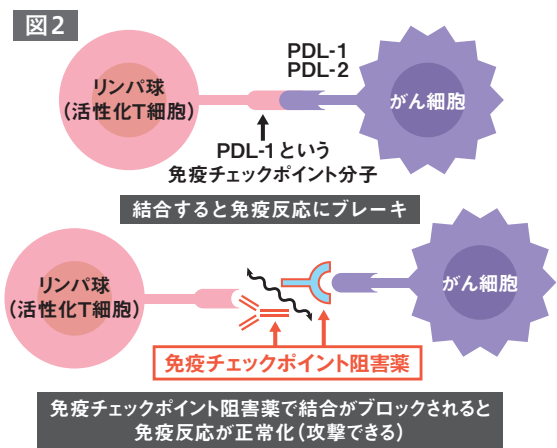 図2
PDL-1
PDL-2
リンパ球
(活性化T細胞)
がん細胞
PDL-1という
免疫チェックポイント分子
結合すると免疫反応にブレーキ
リンパ球
(活性化T細胞)
がん細胞
免疫チェックポイント阻害薬
免疫チェックポイント阻害薬で結合がブロックされると
免疫反応が正常化(攻撃できる)